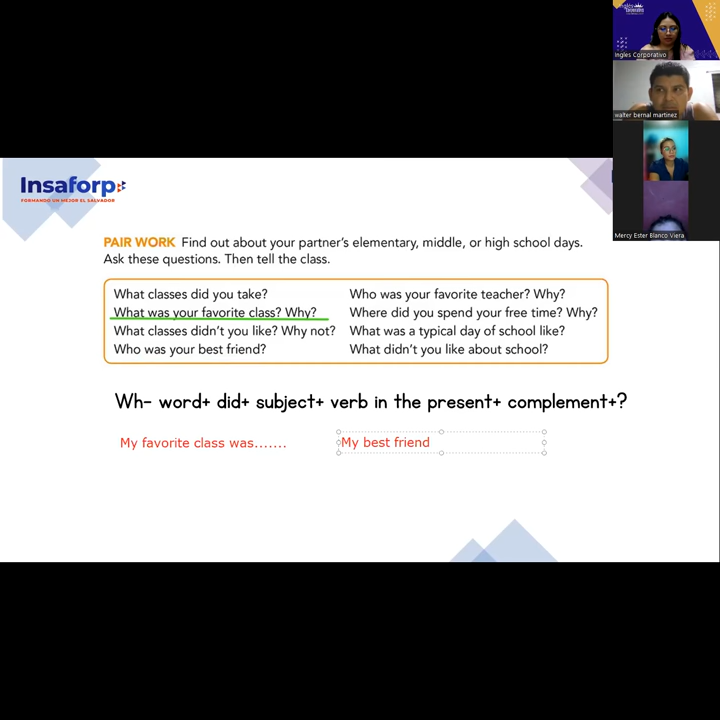 Inglés Corporativo
walter bernal martinez
Mercy Ester Blanco Viera
Insaforp
FORMANDO UN MEJOR EL SALVADOR
PAIR WORK Find out about your partner's elementary, middle, or high school days.
Ask these questions. Then tell the class.
What classes did you take?
What was your favorite class? Why?
What classes didn't you like? Why not?
Who was your best friend?
Who was your favorite teacher? Why?
Where did you spend your free time? Why?
What was a typical day of school like?
What didn't you like about school?
Wh- word+ did+ subject+ verb in the present+ complement+?
My favorite class was.......
My best friend